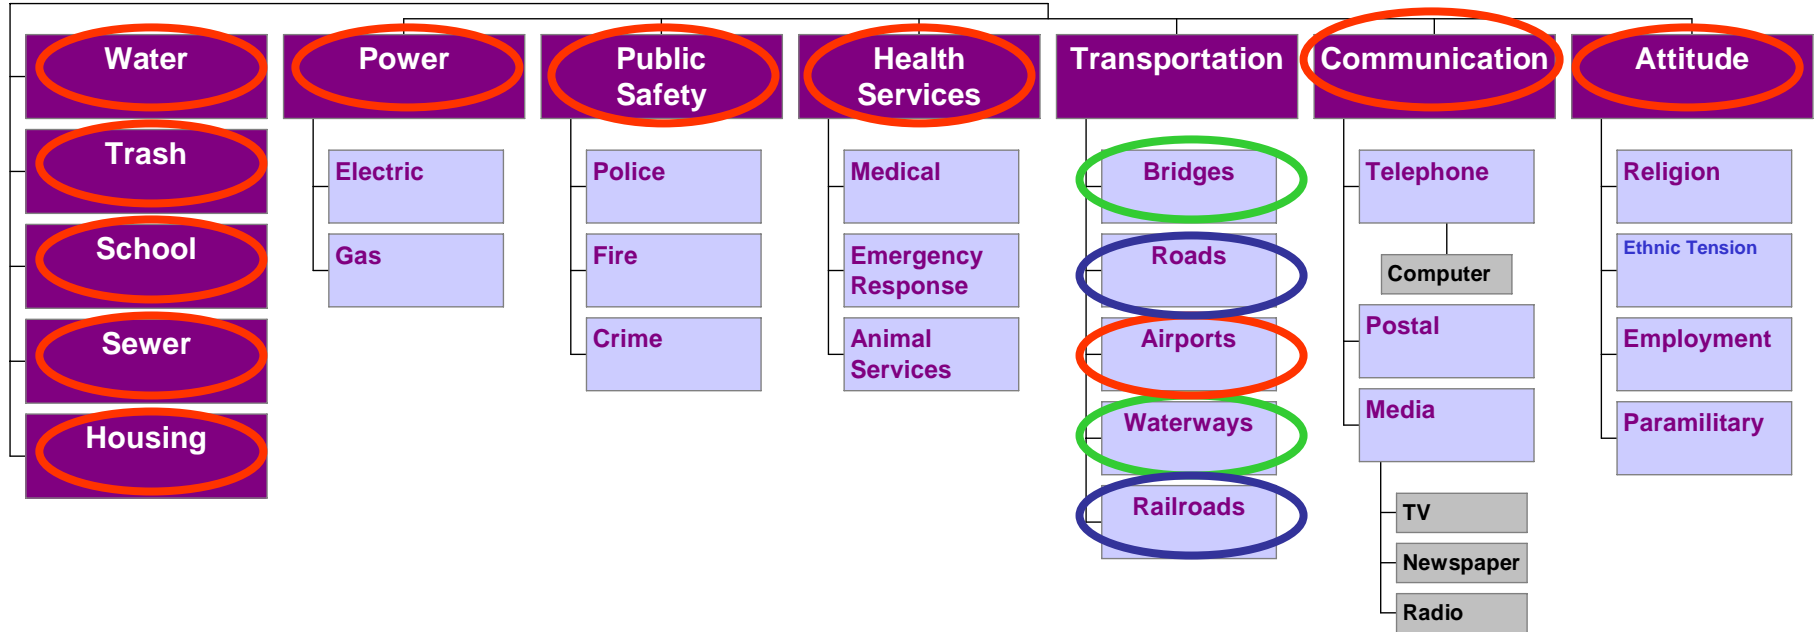 Water
Trash
School
Sewer
Housing
Power
Electric
Gas
Public
Safety
Police
Fire
Crime
Health
Services
Medical
Emergency
Response
Animal
Services
Transportation
Bridges
Roads
Airports
Waterways
Railroads
Communication
Telephone
Computer
Postal
Media
TV
Newspaper
Radio
Attitude
Religion
Ethnic Tension
Employment
Paramilitary